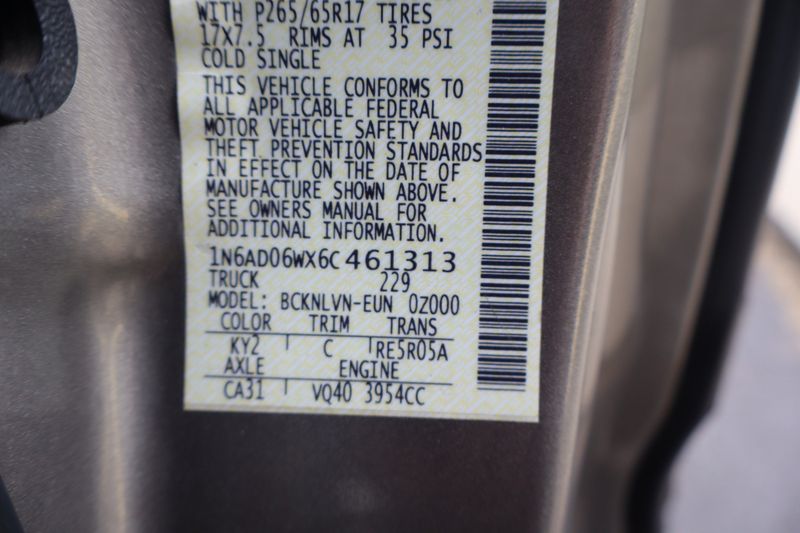 WITH P265/65R17 TIRES
17X7.5 RIMS AT 35 PSI
COLD SINGLE
THIS VEHICLE CONFORMS TO
ALL APPLICABLE FEDERAL
MOTOR VEHICLE SAFETY AND
THEFT PREVENTION STANDARDS
IN EFFECT ON THE DATE OF
MANUFACTURE SHOWN ABOVE.
SEE OWNERS MANUAL FOR
ADDITIONAL INFORMATION.
1N6AD06WX6C461313
TRUCK 229
MODEL: BCKNLVN-EUN 0Z000
COLOR TRIM TRANS
KY2 C RE5R05A
AXLE ENGINE
CA31 VQ40 3954CC